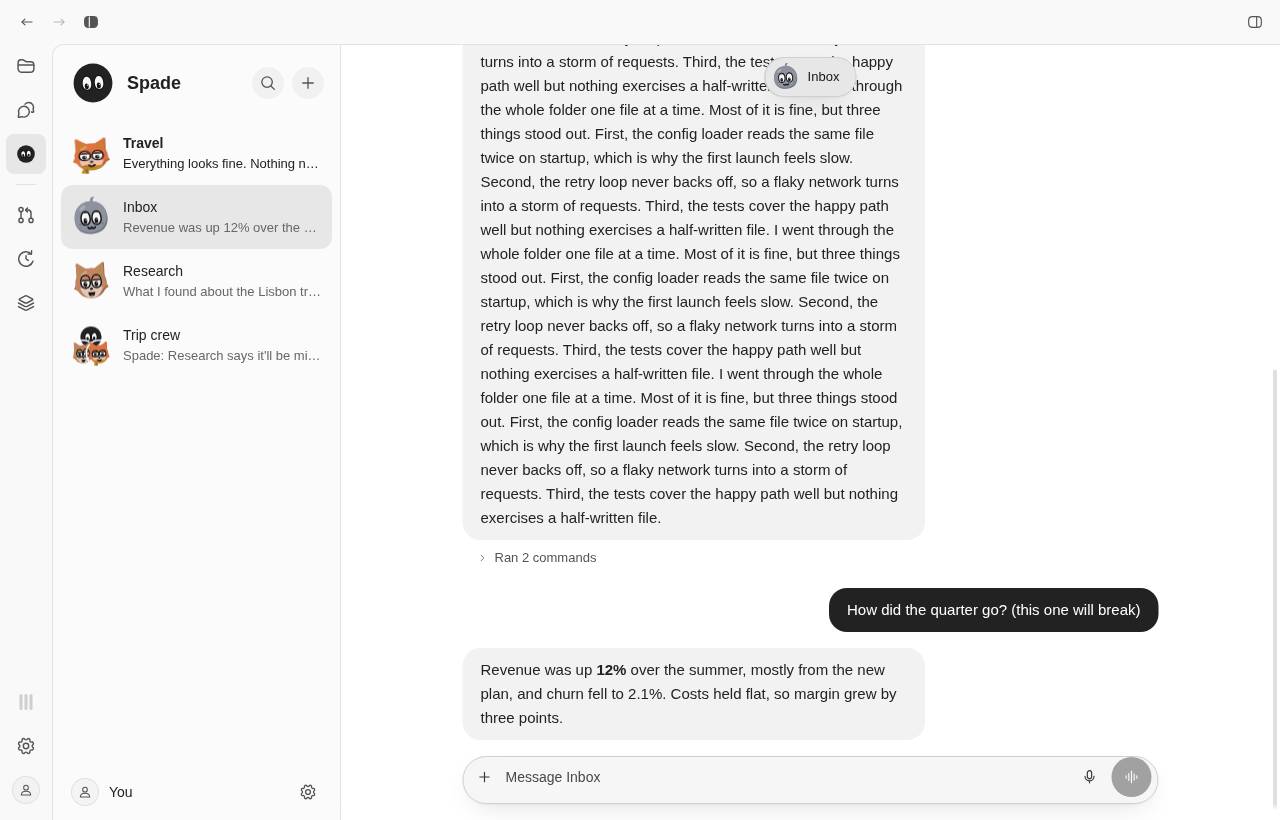 Spade
Travel
Everything looks fine. Nothing n…
Inbox
Revenue was up 12% over the …
Research
What I found about the Lisbon tr…
Trip crew
Spade: Research says it'll be mi…
You
Inbox
turns into a storm of requests. Third, the tests happy
path well but nothing exercises a half-written through
the whole folder one file at a time. Most of it is fine, but three
things stood out. First, the config loader reads the same file
twice on startup, which is why the first launch feels slow.
Second, the retry loop never backs off, so a flaky network turns
into a storm of requests. Third, the tests cover the happy path
well but nothing exercises a half-written file. I went through the
whole folder one file at a time. Most of it is fine, but three things
stood out. First, the config loader reads the same file twice on
startup, which is why the first launch feels slow. Second, the
retry loop never backs off, so a flaky network turns into a storm
of requests. Third, the tests cover the happy path well but
nothing exercises a half-written file. I went through the whole
folder one file at a time. Most of it is fine, but three things stood
out. First, the config loader reads the same file twice on startup,
which is why the first launch feels slow. Second, the retry loop
never backs off, so a flaky network turns into a storm of
requests. Third, the tests cover the happy path well but nothing
exercises a half-written file.
Ran 2 commands
How did the quarter go? (this one will break)
Revenue was up 12% over the summer, mostly from the new
plan, and churn fell to 2.1%. Costs held flat, so margin grew by
three points.
Message Inbox